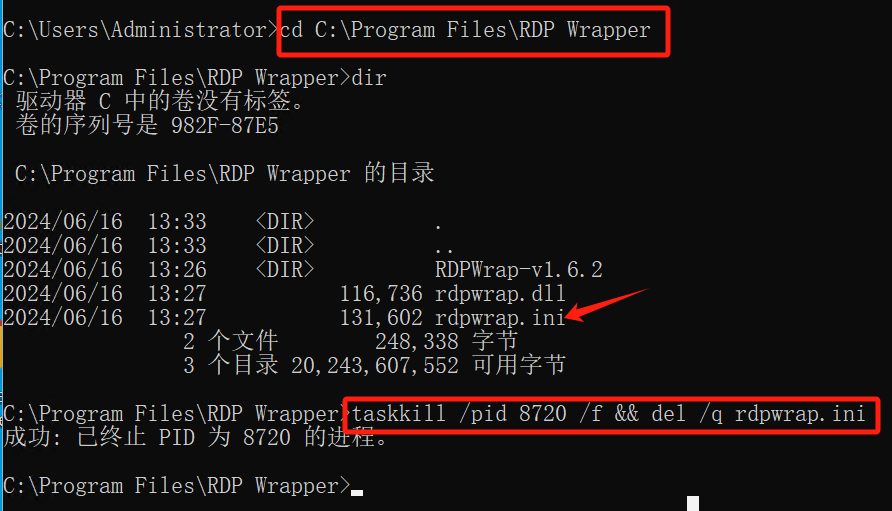 C:\Users\Administrator>cd C:\Program Files\RDP Wrapper
C:\Program Files\RDP Wrapper>dir
驱动器 C 中的卷没有标签。
卷的序列号是 982F-87E5
C:\Program Files\RDP Wrapper 的目录
2024/06/16  13:33    <DIR>          .
2024/06/16  13:33    <DIR>          ..
2024/06/16  13:26    <DIR>          RDPWrap-v1.6.2
2024/06/16  13:27           116,736 rdpwrap.dll
2024/06/16  13:27           131,602 rdpwrap.ini
2 个文件        248,338 字节
3 个目录 20,243,607,552 可用字节
C:\Program Files\RDP Wrapper>taskkill /pid 8720 /f && del /q rdpwrap.ini
成功: 已终止 PID 为 8720 的进程。
C:\Program Files\RDP Wrapper>